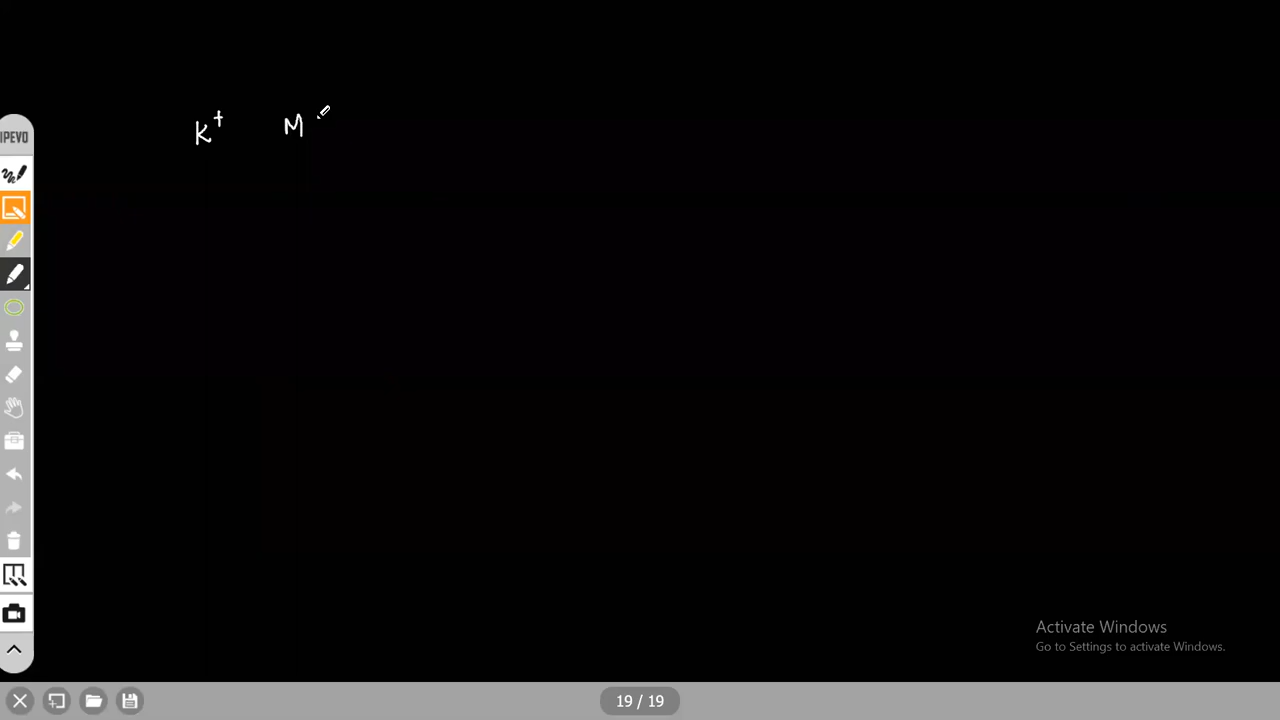 K⁺ M
IPEVO
Activate Windows
Go to Settings to activate Windows.
19 / 19